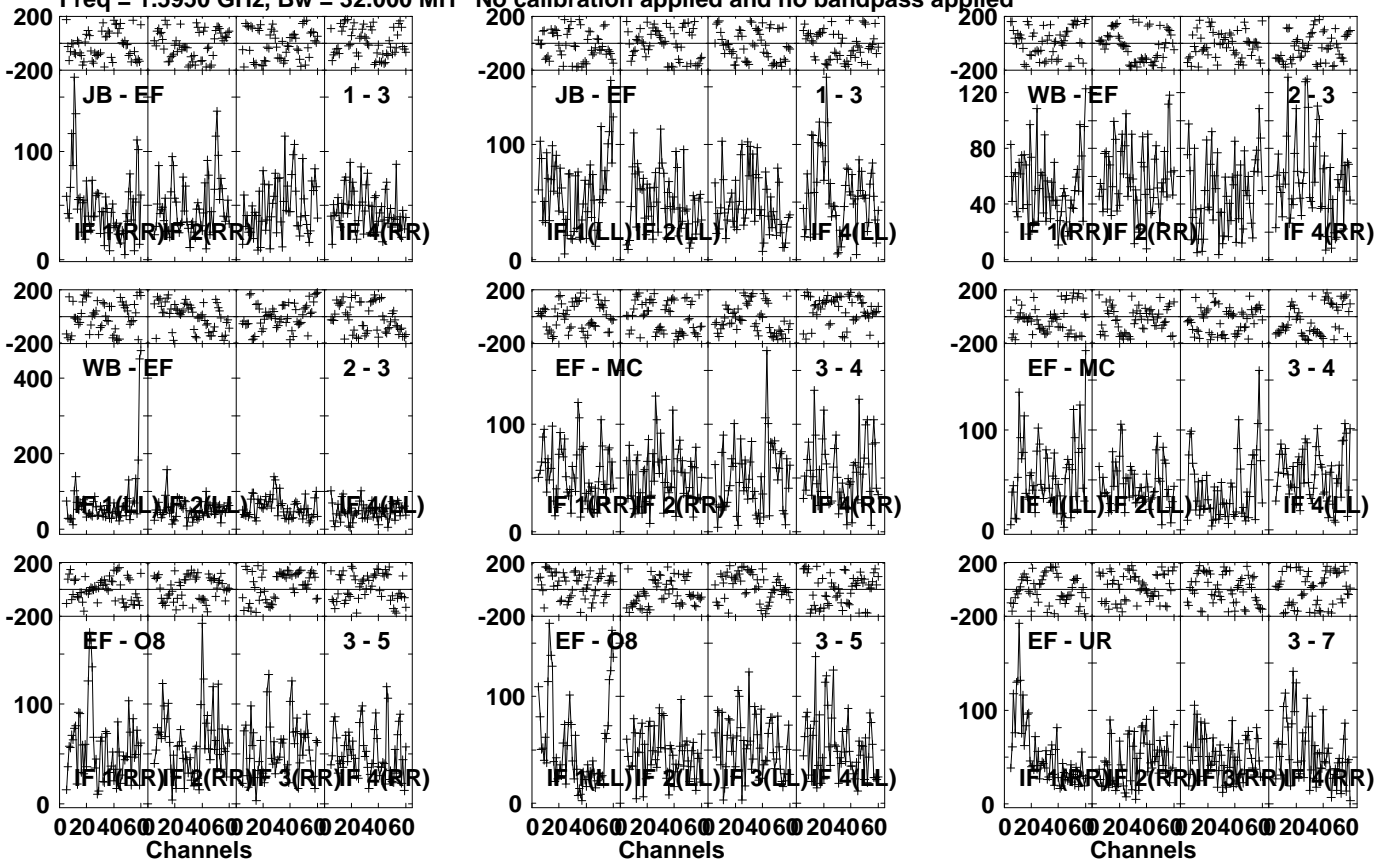 Freq = 1.5950 GHz, Bw = 32.000 MH No calibration applied and no bandpass applied
200
-200
JB - EF 1 - 3
100
IF 1(RR) IF 2(RR) IF 4(RR)
0
JB - EF 1 - 3
100
IF 1(LL) IF 2(LL) IF 4(LL)
0
200
-200
WB - EF 2 - 3
120
80
40
IF 1(RR) IF 2(RR) IF 4(RR)
0
200
-200
WB - EF 2 - 3
400
200
IF 1(LL) IF 2(LL) IF 4(LL)
0
200
-200
EF - MC 3 - 4
100
IF 1(RR) IF 2(RR) IF 4(RR)
0
200
-200
EF - MC 3 - 4
100
IF 1(LL) IF 2(LL) IF 4(LL)
0
200
-200
EF - O8 3 - 5
100
IF 1(RR) IF 2(RR) IF 3(RR) IF 4(RR)
0
0 20 40 60 0 20 40 60 0 20 40 60 0 20 40 60
Channels
200
-200
EF - O8 3 - 5
100
IF 1(LL) IF 2(LL) IF 3(LL) IF 4(LL)
0
0 20 40 60 0 20 40 60 0 20 40 60 0 20 40 60
Channels
200
-200
EF - UR 3 - 7
100
IF 1(RR) IF 2(RR) IF 3(RR) IF 4(RR)
0
0 20 40 60 0 20 40 60 0 20 40 60 0 20 40 60
Channels